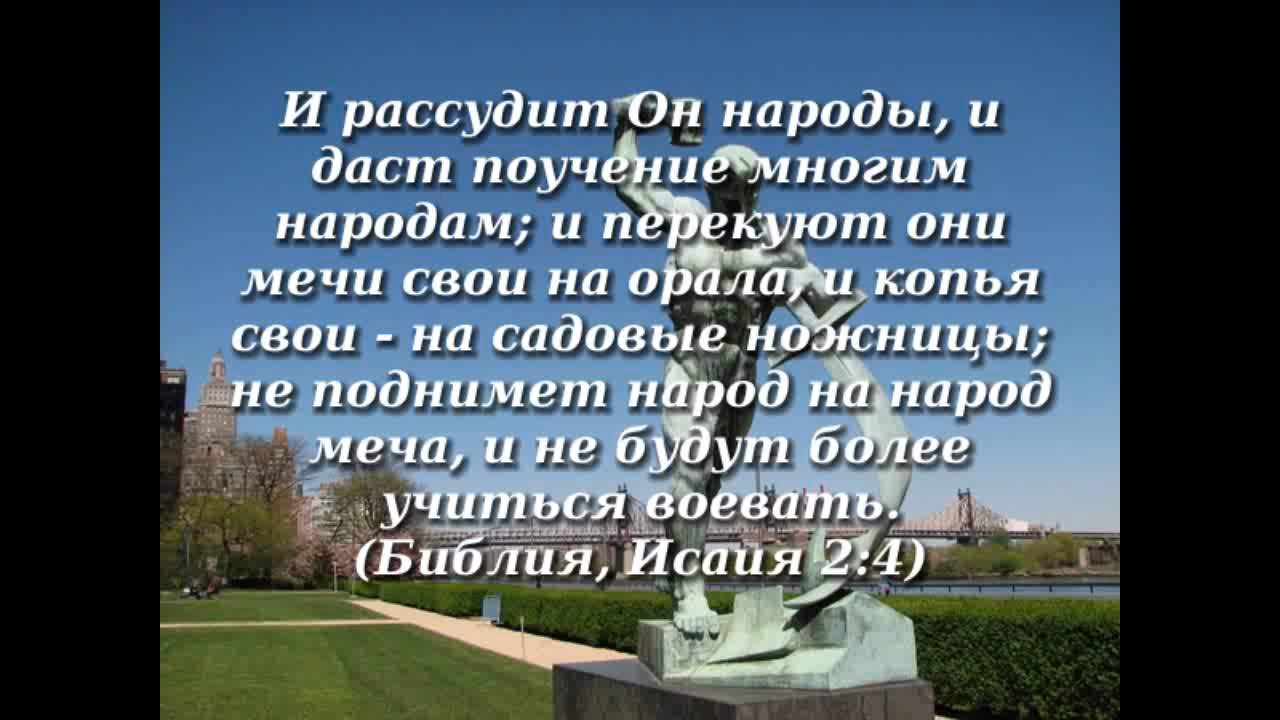 И рассудит Он народы, и
даст поучение многим
народам; и перекуют они
мечи свои на орала, и копья
свои - на садовые ножницы;
не поднимет народ на народ
меча, и не будут более
учиться воевать.
(Библия, Исаия 2:4)